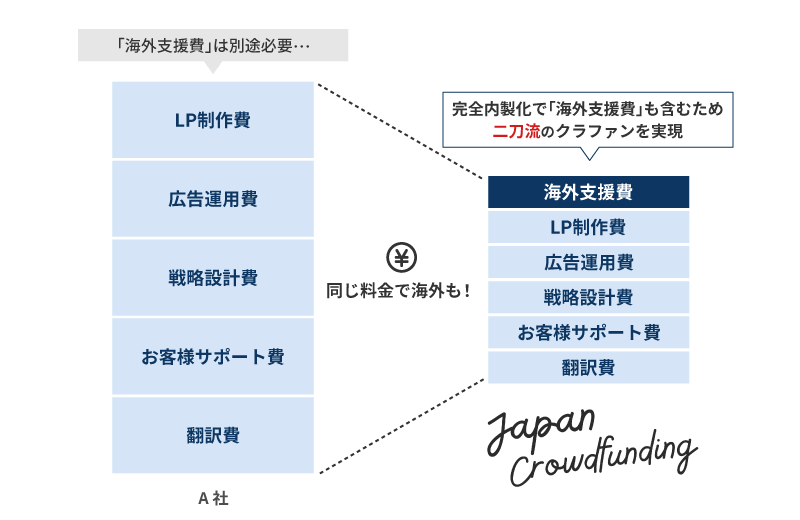 「海外支援費」は別途必要…
LP制作費
広告運用費
戦略設計費
お客様サポート費
翻訳費
A 社
¥
同じ料金で海外も！
完全内製化で「海外支援費」も含むため
二刀流のクラファンを実現
海外支援費
LP制作費
広告運用費
戦略設計費
お客様サポート費
翻訳費
Japan
Crowdfunding